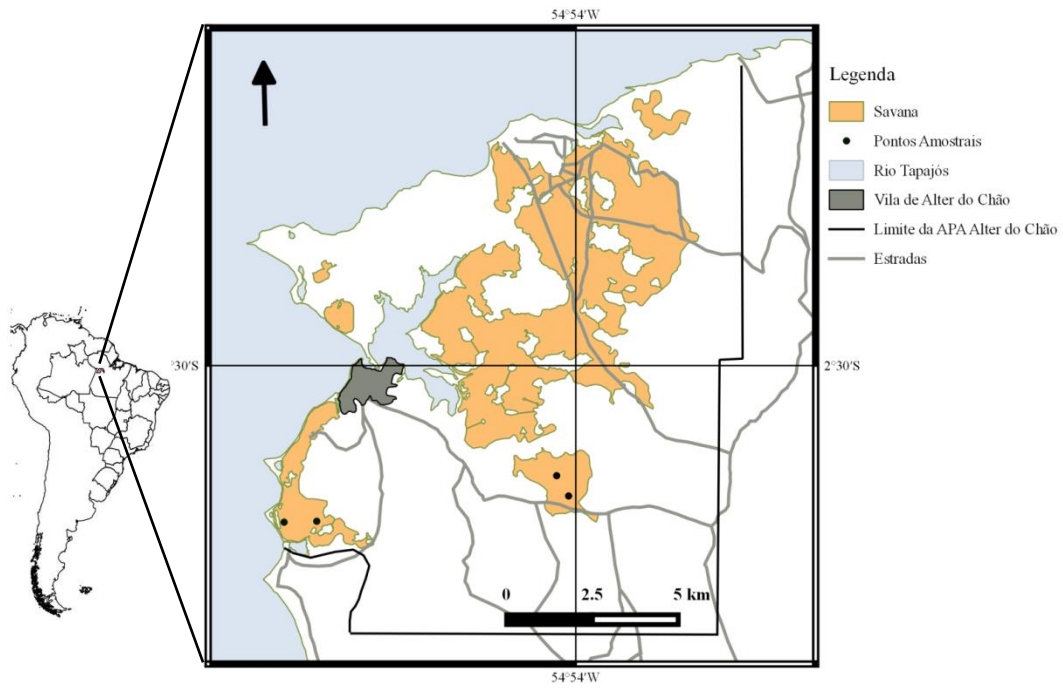 54°54'W
Legenda
Savana
Pontos Amostrais
Rio Tapajós
Vila de Alter do Chão
Limite da APA Alter do Chão
Estradas
2°30'S
:30'S
0 2.5 5 km
54°54'W